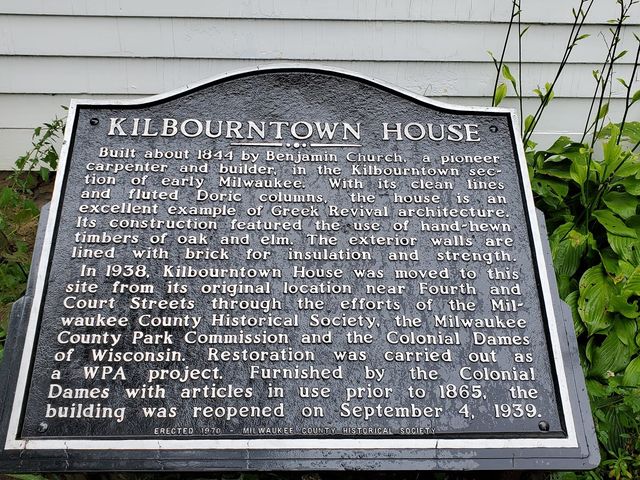 KILBOURNTOWN HOUSE
Built about 1844 by Benjamin Church, a pioneer
carpenter and builder, in the Kilbourntown sec-
tion of early Milwaukee. With its clean lines
and fluted Doric columns, the house is an
excellent example of Greek Revival architecture.
Its construction featured the use of hand-hewn
timbers of oak and elm. The exterior walls are
lined with brick for insulation and strength.
In 1938, Kilbourntown House was moved to this
site from its original location near Fourth and
Court Streets through the efforts of the Mil-
waukee County Historical Society, the Milwaukee
County Park Commission and the Colonial Dames
of Wisconsin. Restoration was carried out as
a WPA project. Furnished by the Colonial
Dames with articles in use prior to 1865, the
building was reopened on September 4, 1939.
ERECTED 1970 - MILWAUKEE COUNTY HISTORICAL SOCIETY